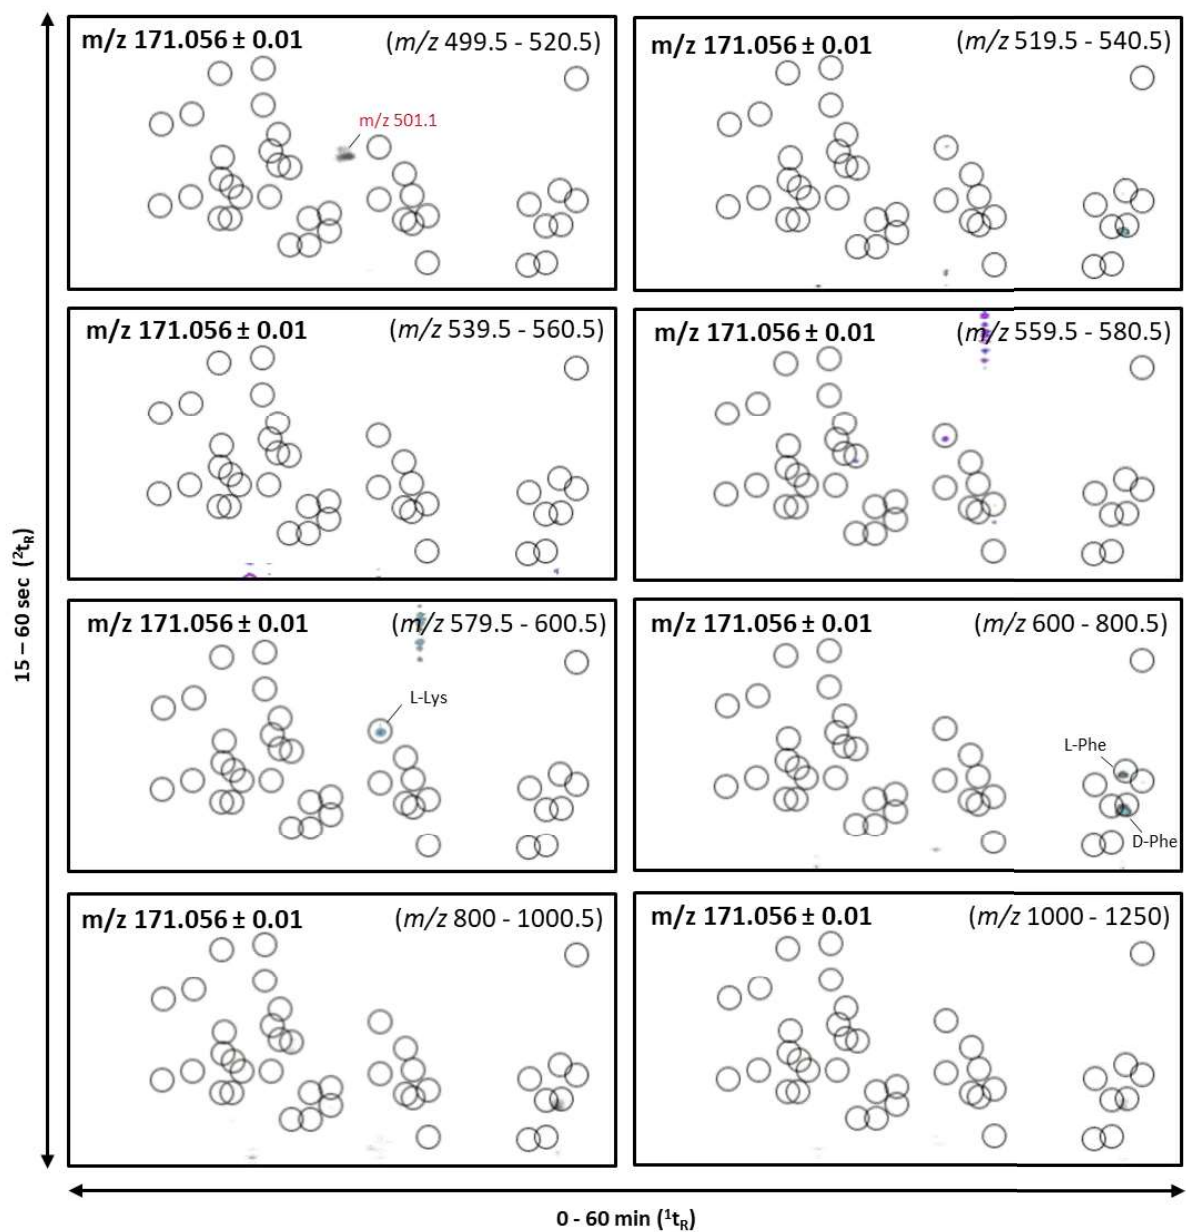 m/z 171.056 ± 0.01 (m/z 499.5 - 520.5)
m/z 501.1
m/z 171.056 ± 0.01 (m/z 519.5 - 540.5)
m/z 171.056 ± 0.01 (m/z 539.5 - 560.5)
m/z 171.056 ± 0.01 (m/z 559.5 - 580.5)
m/z 171.056 ± 0.01 (m/z 579.5 - 600.5)
L-Lys
m/z 171.056 ± 0.01 (m/z 600 - 800.5)
L-Phe
D-Phe
m/z 171.056 ± 0.01 (m/z 800 - 1000.5)
m/z 171.056 ± 0.01 (m/z 1000 - 1250)
15 – 60 sec (²tR)
0 - 60 min (¹tR)